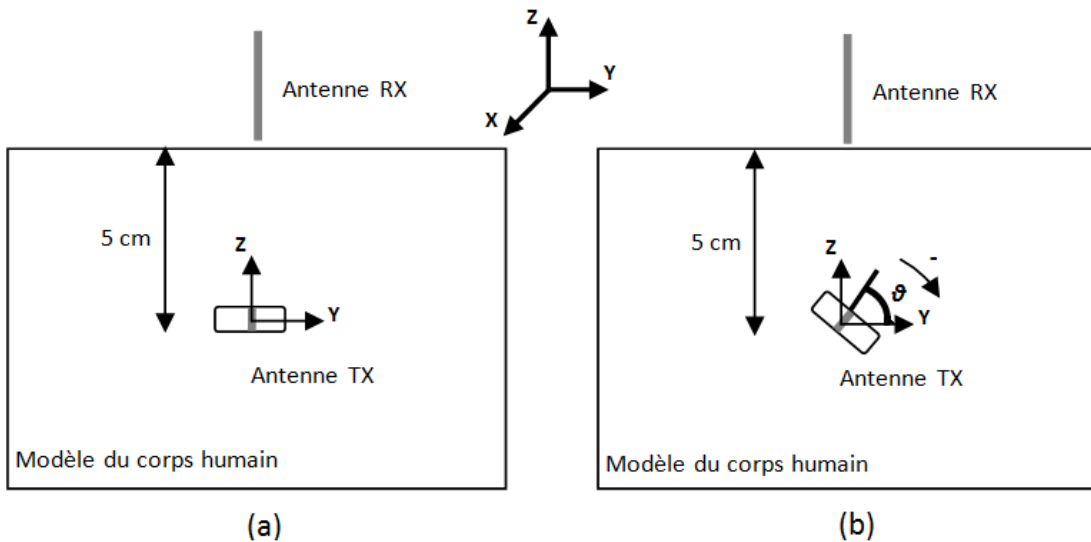 Z
Y
X
Antenne RX
5 cm
Z
Y
Antenne TX
Modèle du corps humain
(a)
Antenne RX
5 cm
Z
-
ϑ
Y
Antenne TX
Modèle du corps humain
(b)